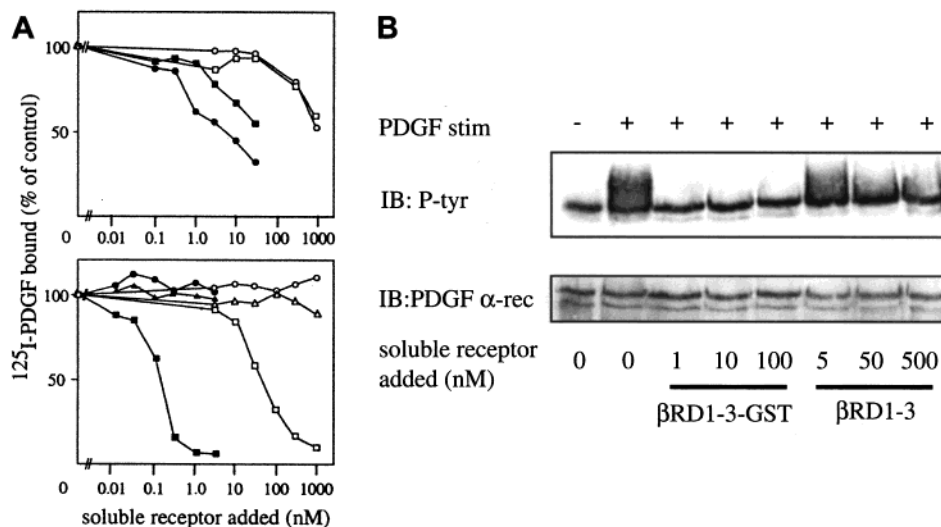 A
B
100
50
0
0.01 0.1 1.0 10 100 1000
100
50
0
0.01 0.1 1.0 10 100 1000
125I-PDGF bound (% of control)
soluble receptor added (nM)
PDGF stim - + + + + + + +
IB: P-tyr
IB:PDGF α-rec
soluble receptor
added (nM) 0 0 1 10 100 5 50 500
βRD1-3-GST βRD1-3